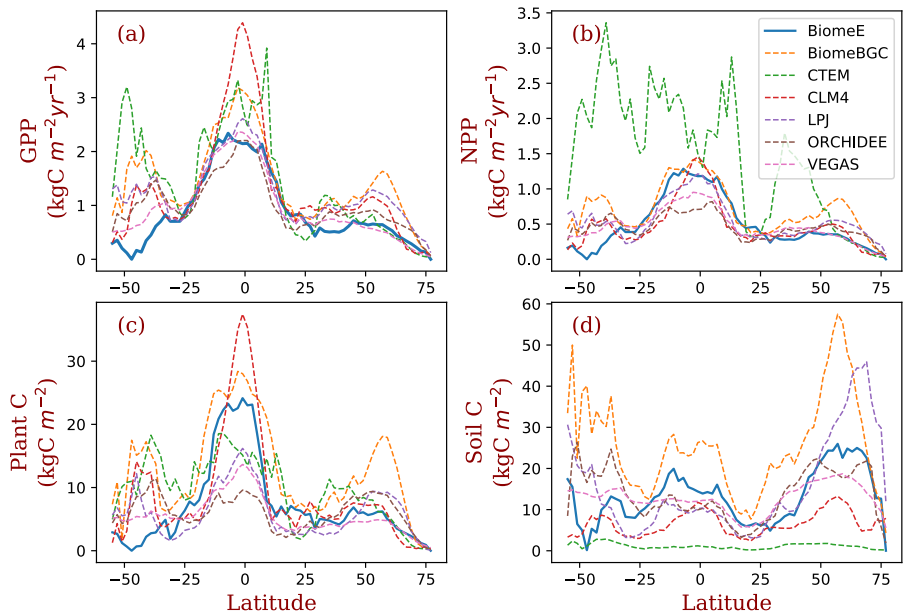 (a)
GPP
(kgC m⁻²yr⁻¹)
4
3
2
1
0
−50
−25
0
25
50
75
(b)
NPP
(kgC m⁻²yr⁻¹)
3.5
3.0
2.5
2.0
1.5
1.0
0.5
0.0
−50
−25
0
25
50
75
BiomeE
BiomeBGC
CTEM
CLM4
LPJ
ORCHIDEE
VEGAS
(c)
Plant C
(kgC m⁻²)
30
20
10
0
−50
−25
0
25
50
75
Latitude
(d)
Soil C
(kgC m⁻²)
60
50
40
30
20
10
0
−50
−25
0
25
50
75
Latitude